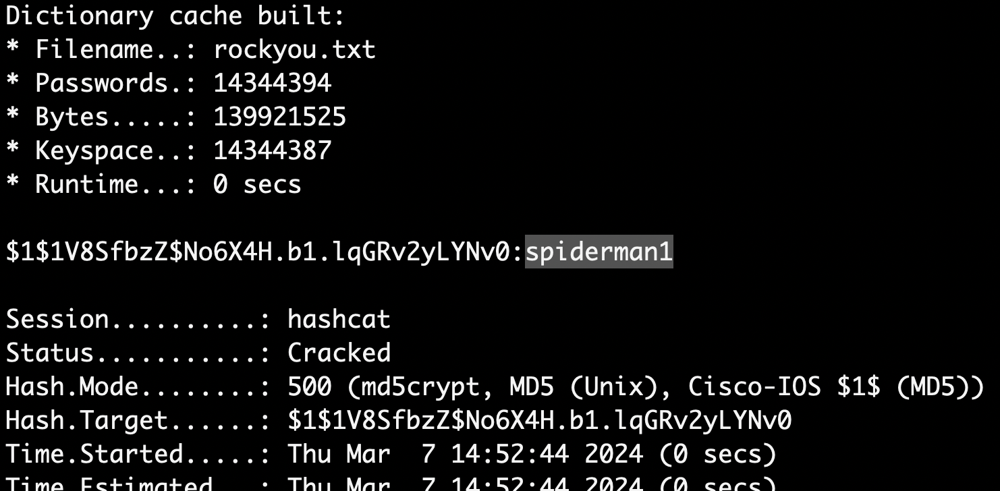 Dictionary cache built:
* Filename..: rockyou.txt
* Passwords.: 14344394
* Bytes.....: 139921525
* Keyspace..: 14344387
* Runtime...: 0 secs
$1$1V8SfbzZ$No6X4H.b1.lqGRv2yLYNv0:spiderman1
Session..........: hashcat
Status...........: Cracked
Hash.Mode........: 500 (md5crypt, MD5 (Unix), Cisco-IOS $1$ (MD5))
Hash.Target......: $1$1V8SfbzZ$No6X4H.b1.lqGRv2yLYNv0
Time.Started.....: Thu Mar  7 14:52:44 2024 (0 secs)
Time.Estimated...: Thu Mar  7 14:52:44 2024 (0 secs)